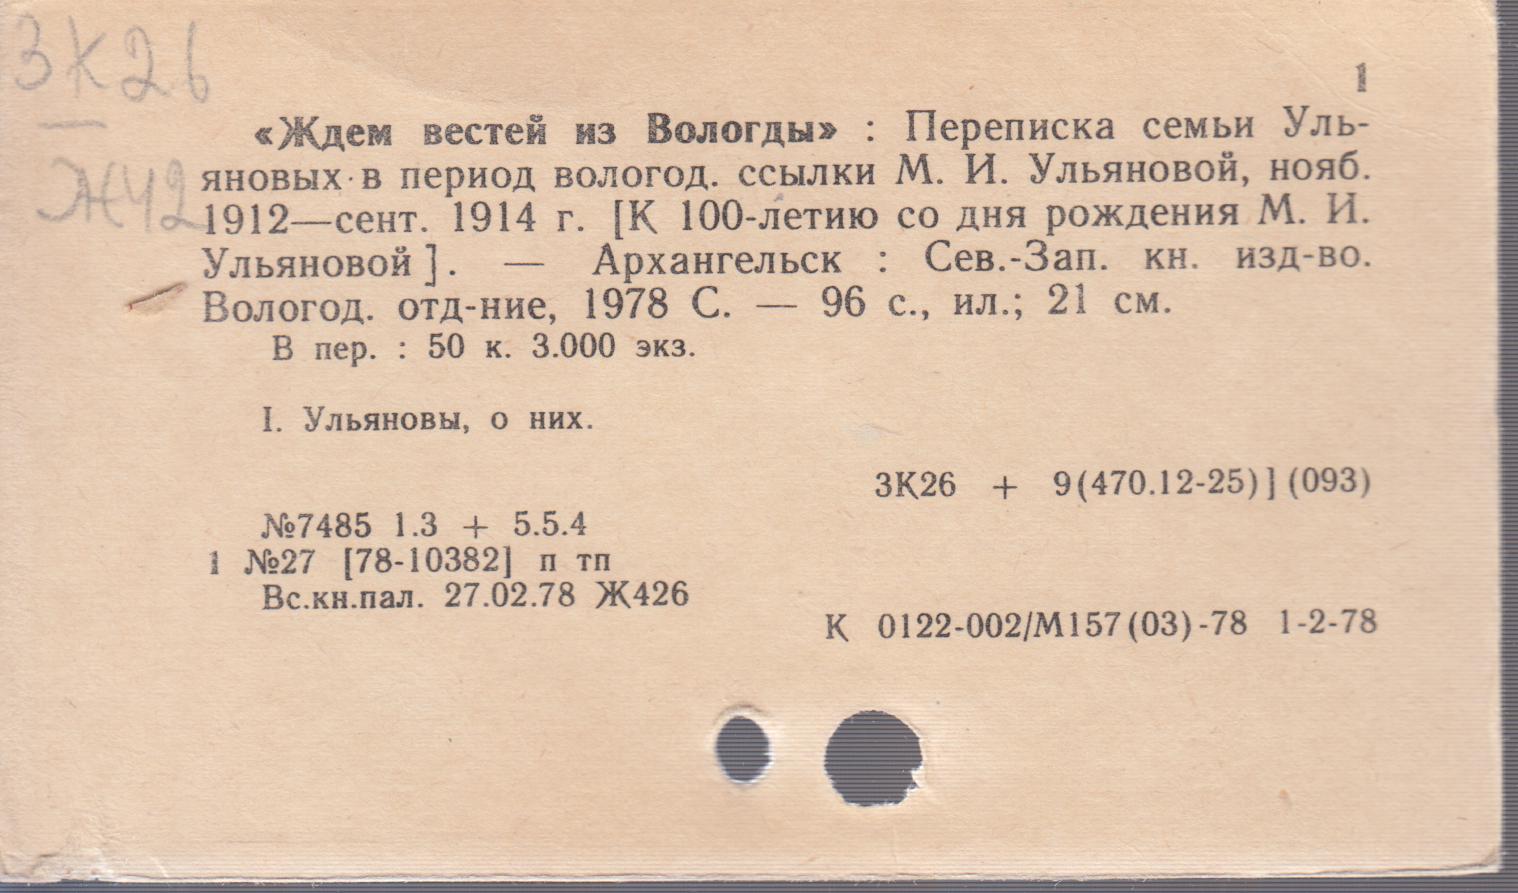 3К26
Ж42
1
«Ждем вестей из Вологды» : Переписка семьи Уль-
яновых в период вологод. ссылки М. И. Ульяновой, нояб.
1912—сент. 1914 г. [К 100-летию со дня рождения М. И.
Ульяновой]. — Архангельск : Сев.-Зап. кн. изд-во.
Вологод. отд-ние, 1978 С. — 96 с., ил.; 21 см.
В пер. : 50 к. 3.000 экз.
I. Ульяновы, о них.
3К26 + 9(470.12-25)](093)
№7485 1.3 + 5.5.4
1 №27 [78-10382] п тп
Вс.кн.пал. 27.02.78 Ж426
К 0122-002/М157(03)-78 1-2-78